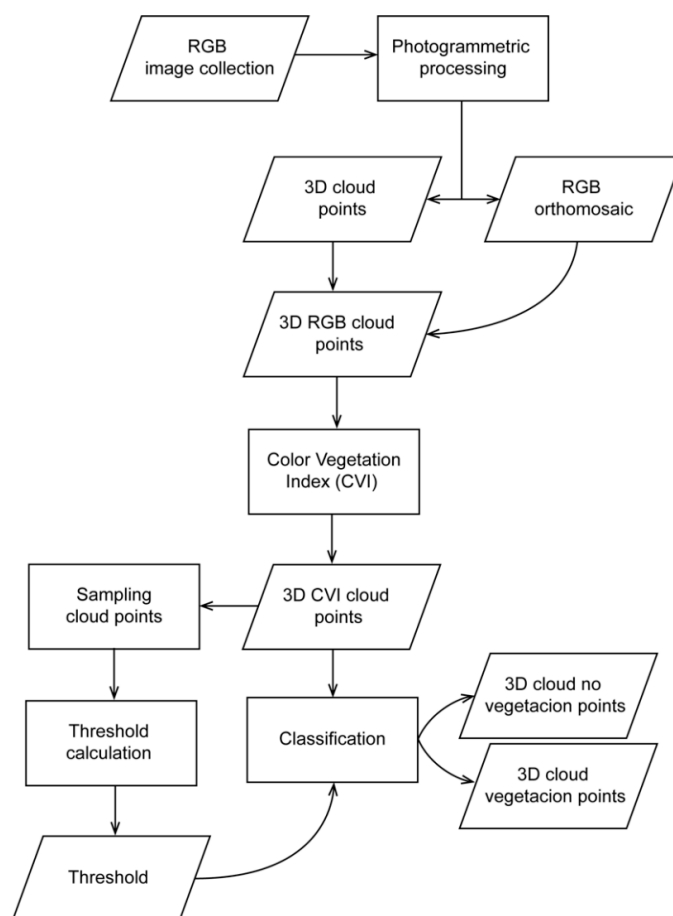 RGB
image collection
Photogrammetric
processing
3D cloud
points
RGB
orthomosaic
3D RGB cloud
points
Color Vegetation
Index (CVI)
Sampling
cloud points
3D CVI cloud
points
3D cloud no
vegetacion points
Threshold
calculation
Classification
3D cloud
vegetacion points
Threshold